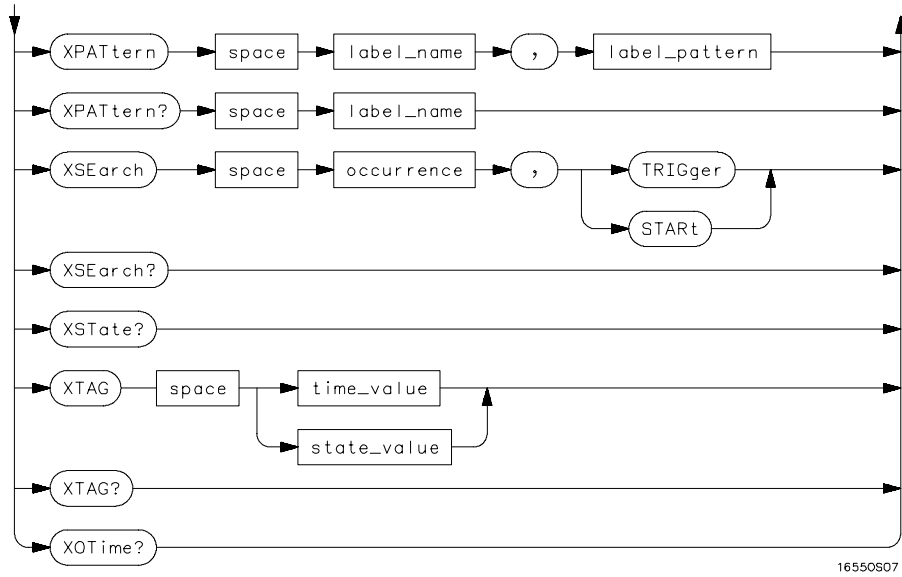 XPATtern space label_name , label_pattern
XPATtern? space label_name
XSEarch space occurrence , TRIGger
STARt
XSEarch?
XSTate?
XTAG space time_value
state_value
XTAG?
XOTime?
16550S07